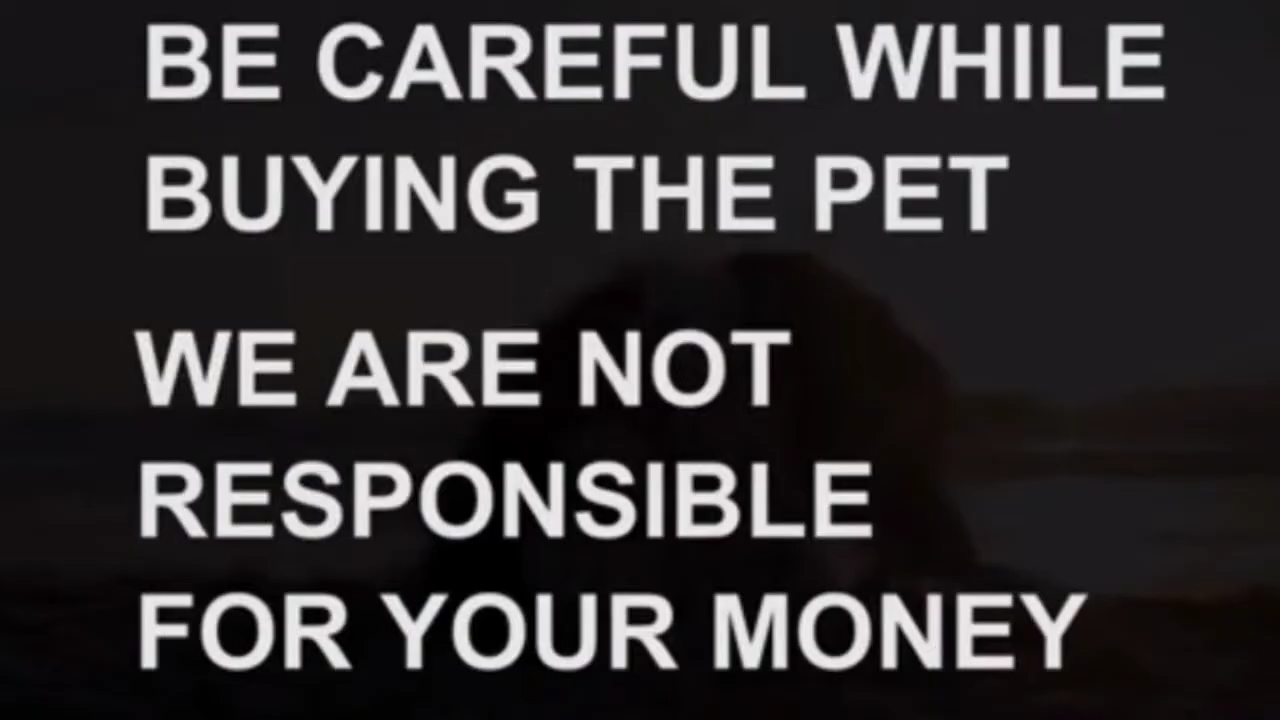 BE CAREFUL WHILE
BUYING THE PET
WE ARE NOT
RESPONSIBLE
FOR YOUR MONEY